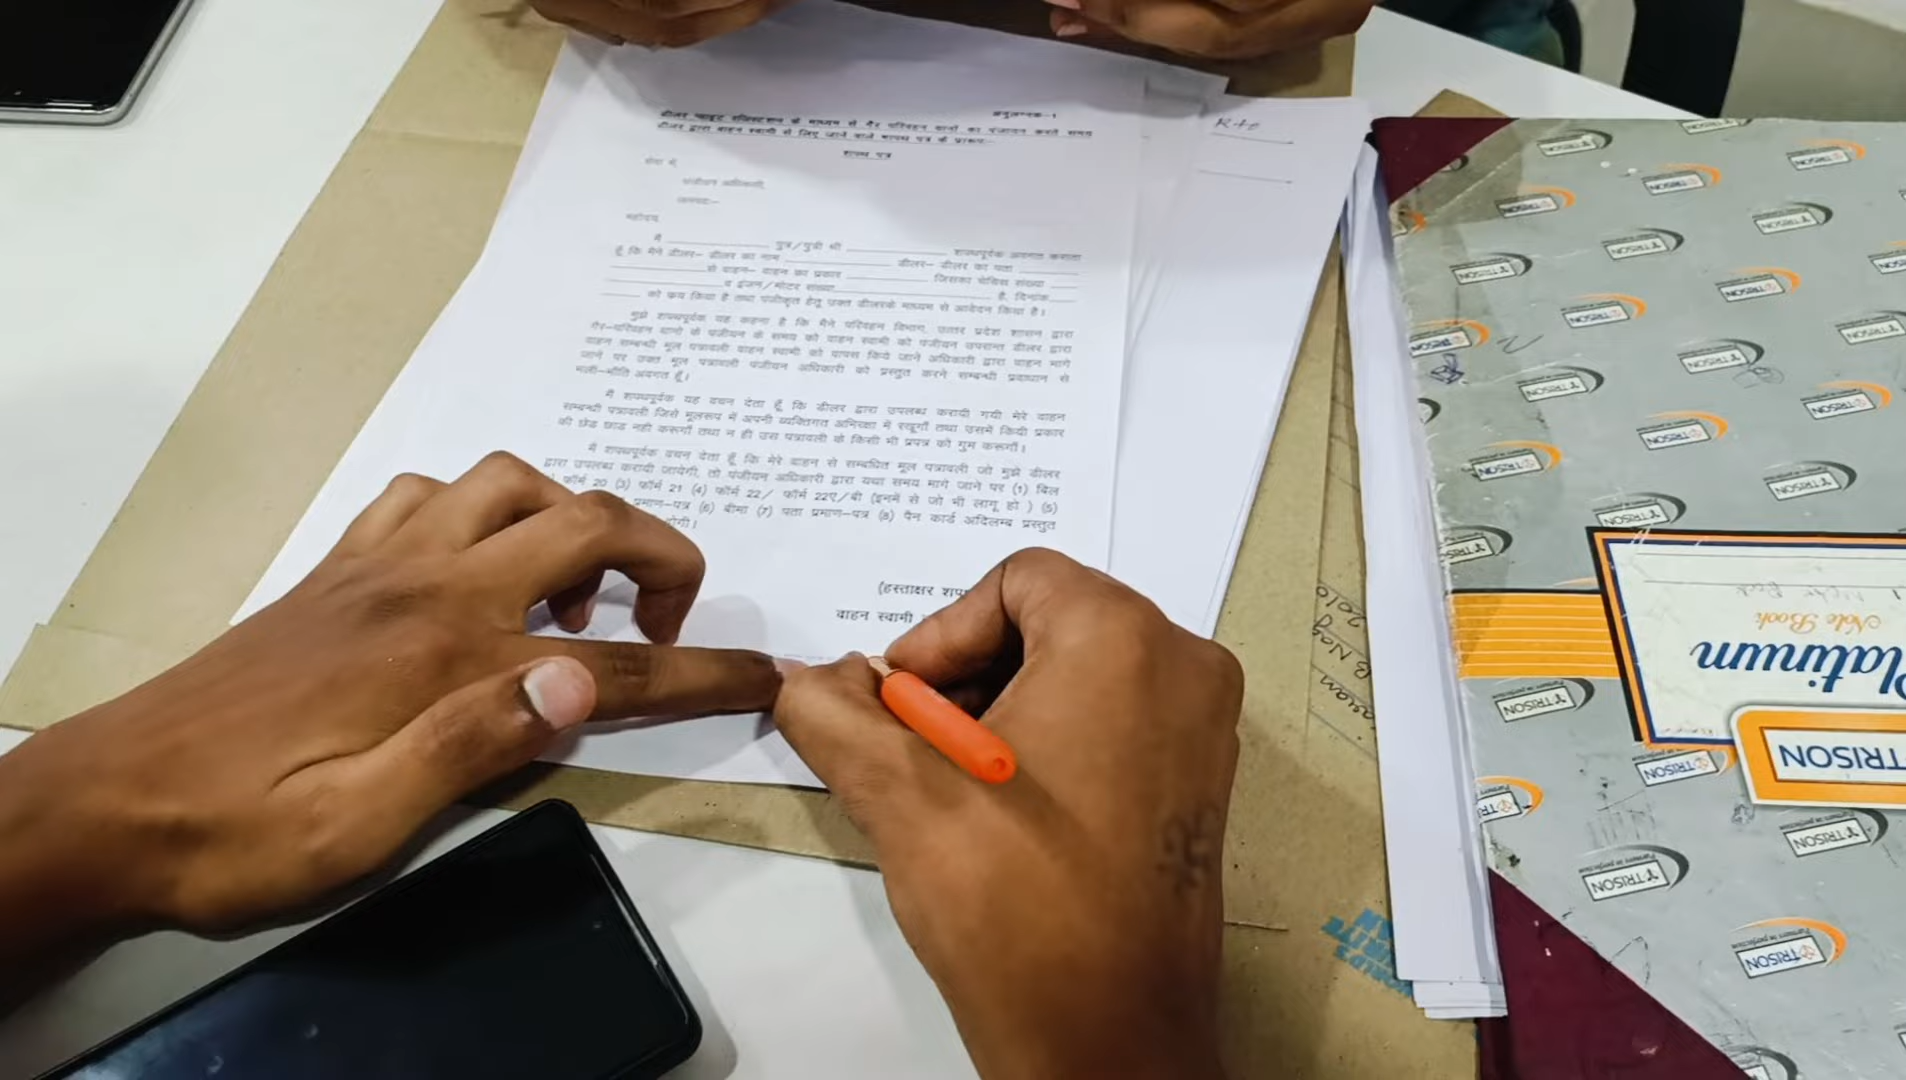 अनुलग्नक-1
डीलर प्वाइंट रजिस्ट्रेशन के माध्यम से गैर परिवहन यानों का पंजीयन करते समय
डीलर द्वारा वाहन स्वामी से लिए जाने वाले शपथ पत्र के प्रारूप:-
शपथ पत्र
सेवा में,
पंजीयन अधिकारी,
जनपद:-
महोदय,
मैं पुत्र/पुत्री श्री शपथपूर्वक अवगत कराता
हूँ कि मैने डीलर- डीलर का नाम डीलर- डीलर का पता
से वाहन- वाहन का प्रकार जिसका चेचिस संख्या
व इंजन/मोटर संख्या है, दिनांक
को क्रय किया है तथा पंजीकृत हेतु उक्त डीलरके माध्यम से आवेदन किया है।
मुझे शपथपूर्वक यह कहना है कि मैने परिवहन विभाग, उत्तर प्रदेश शासन द्वारा
गैर-परिवहन यानों के पंजीयन के समय को वाहन स्वामी को पंजीयन उपरान्त डीलर द्वारा
वाहन सम्बन्धी मूल पत्रावली वाहन स्वामी को वापस किये जाने अधिकारी द्वारा वाहन मांगे
जाने पर उक्त मूल पत्रावली पंजीयन अधिकारी को प्रस्तुत करने सम्बन्धी प्रावधान से
भली-भाँति अवगत हूँ।
मैं शपथपूर्वक यह वचन देता हूँ कि डीलर द्वारा उपलब्ध करायी गयी मेरे वाहन
सम्बन्धी पत्रावली जिसे मूलरूप में अपनी व्यक्तिगत अभिरक्षा में रखूगाँ तथा उसमें किसी प्रकार
की छेड छाड नही करूगाँ तथा न ही उस पत्रावली के किसी भी प्रपत्र को गुम करूगाँ।
मैं शपथपूर्वक वचन देता हूँ कि मेरे वाहन से सम्बंधित मूल पत्रावली जो मुझे डीलर
द्वारा उपलब्ध करायी जायेगी, तो पंजीयन अधिकारी द्वारा यथा समय मांगे जाने पर (1) बिल
फॉर्म 20 (3) फॉर्म 21 (4) फॉर्म 22/ फॉर्म 22ए/बी (इनमें से जो भी लागू हो ) (5)
प्रमाण-पत्र (6) बीमा (7) पता प्रमाण-पत्र (8) पैन कार्ड अविलम्ब प्रस्तुत
होगी।
(हस्ताक्षर शपथ
वाहन स्वामी
TRISON
Platinum
Note Book